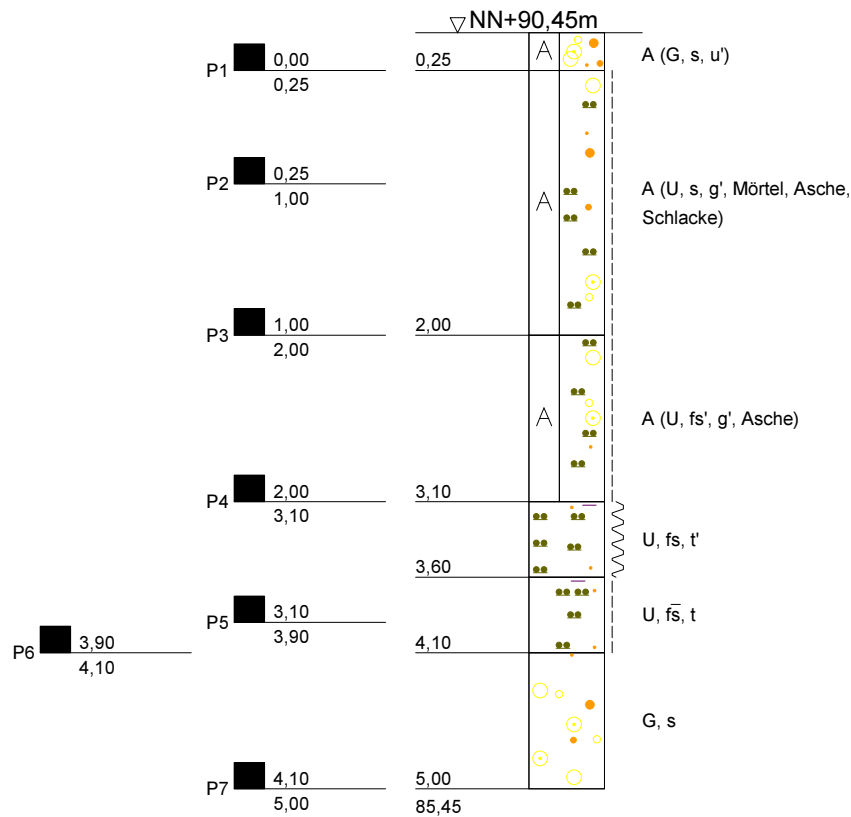 NN+90,45m
P1 0,00 0,25 A A (G, s, u')
0,25
P2 0,25 A A (U, s, g', Mörtel, Asche,
1,00 Schlacke)
P3 1,00 2,00
2,00
A A (U, fs', g', Asche)
P4 2,00 3,10
3,10
U, fs, t'
3,60
P5 3,10 U, fs̅, t
3,90
P6 3,90 4,10
4,10
G, s
P7 4,10 5,00
5,00 85,45